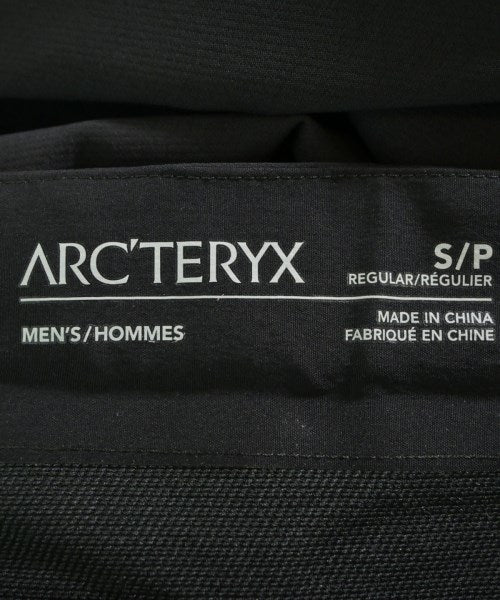 ARC'TERYX
S/P
REGULAR/RÉGULIER
MEN'S/HOMMES
MADE IN CHINA
FABRIQUÉ EN CHINE